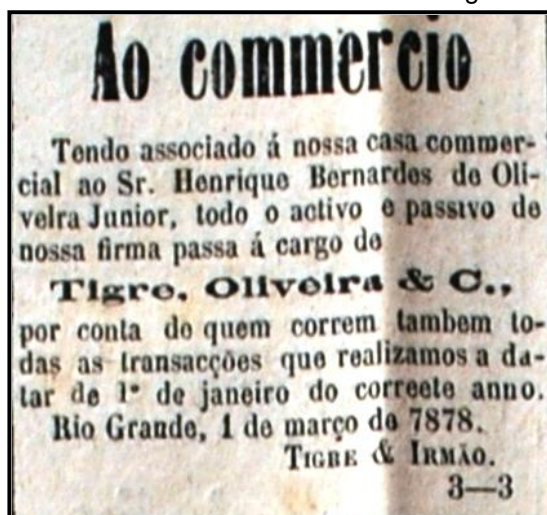 Ao commercio
Tendo associado á nossa casa commer-
cial ao Sr. Henrique Bernardes de Oli-
veira Junior, todo o activo e passivo de
nossa firma passa á cargo de
Tigre, Oliveira & C.,
por conta de quem correm tambem to-
das as transacções que realizamos a da-
tar de 1º de janeiro do correete anno.
Rio Grande, 1 de março de 7878.
TIGRE & IRMÃO.
3—3